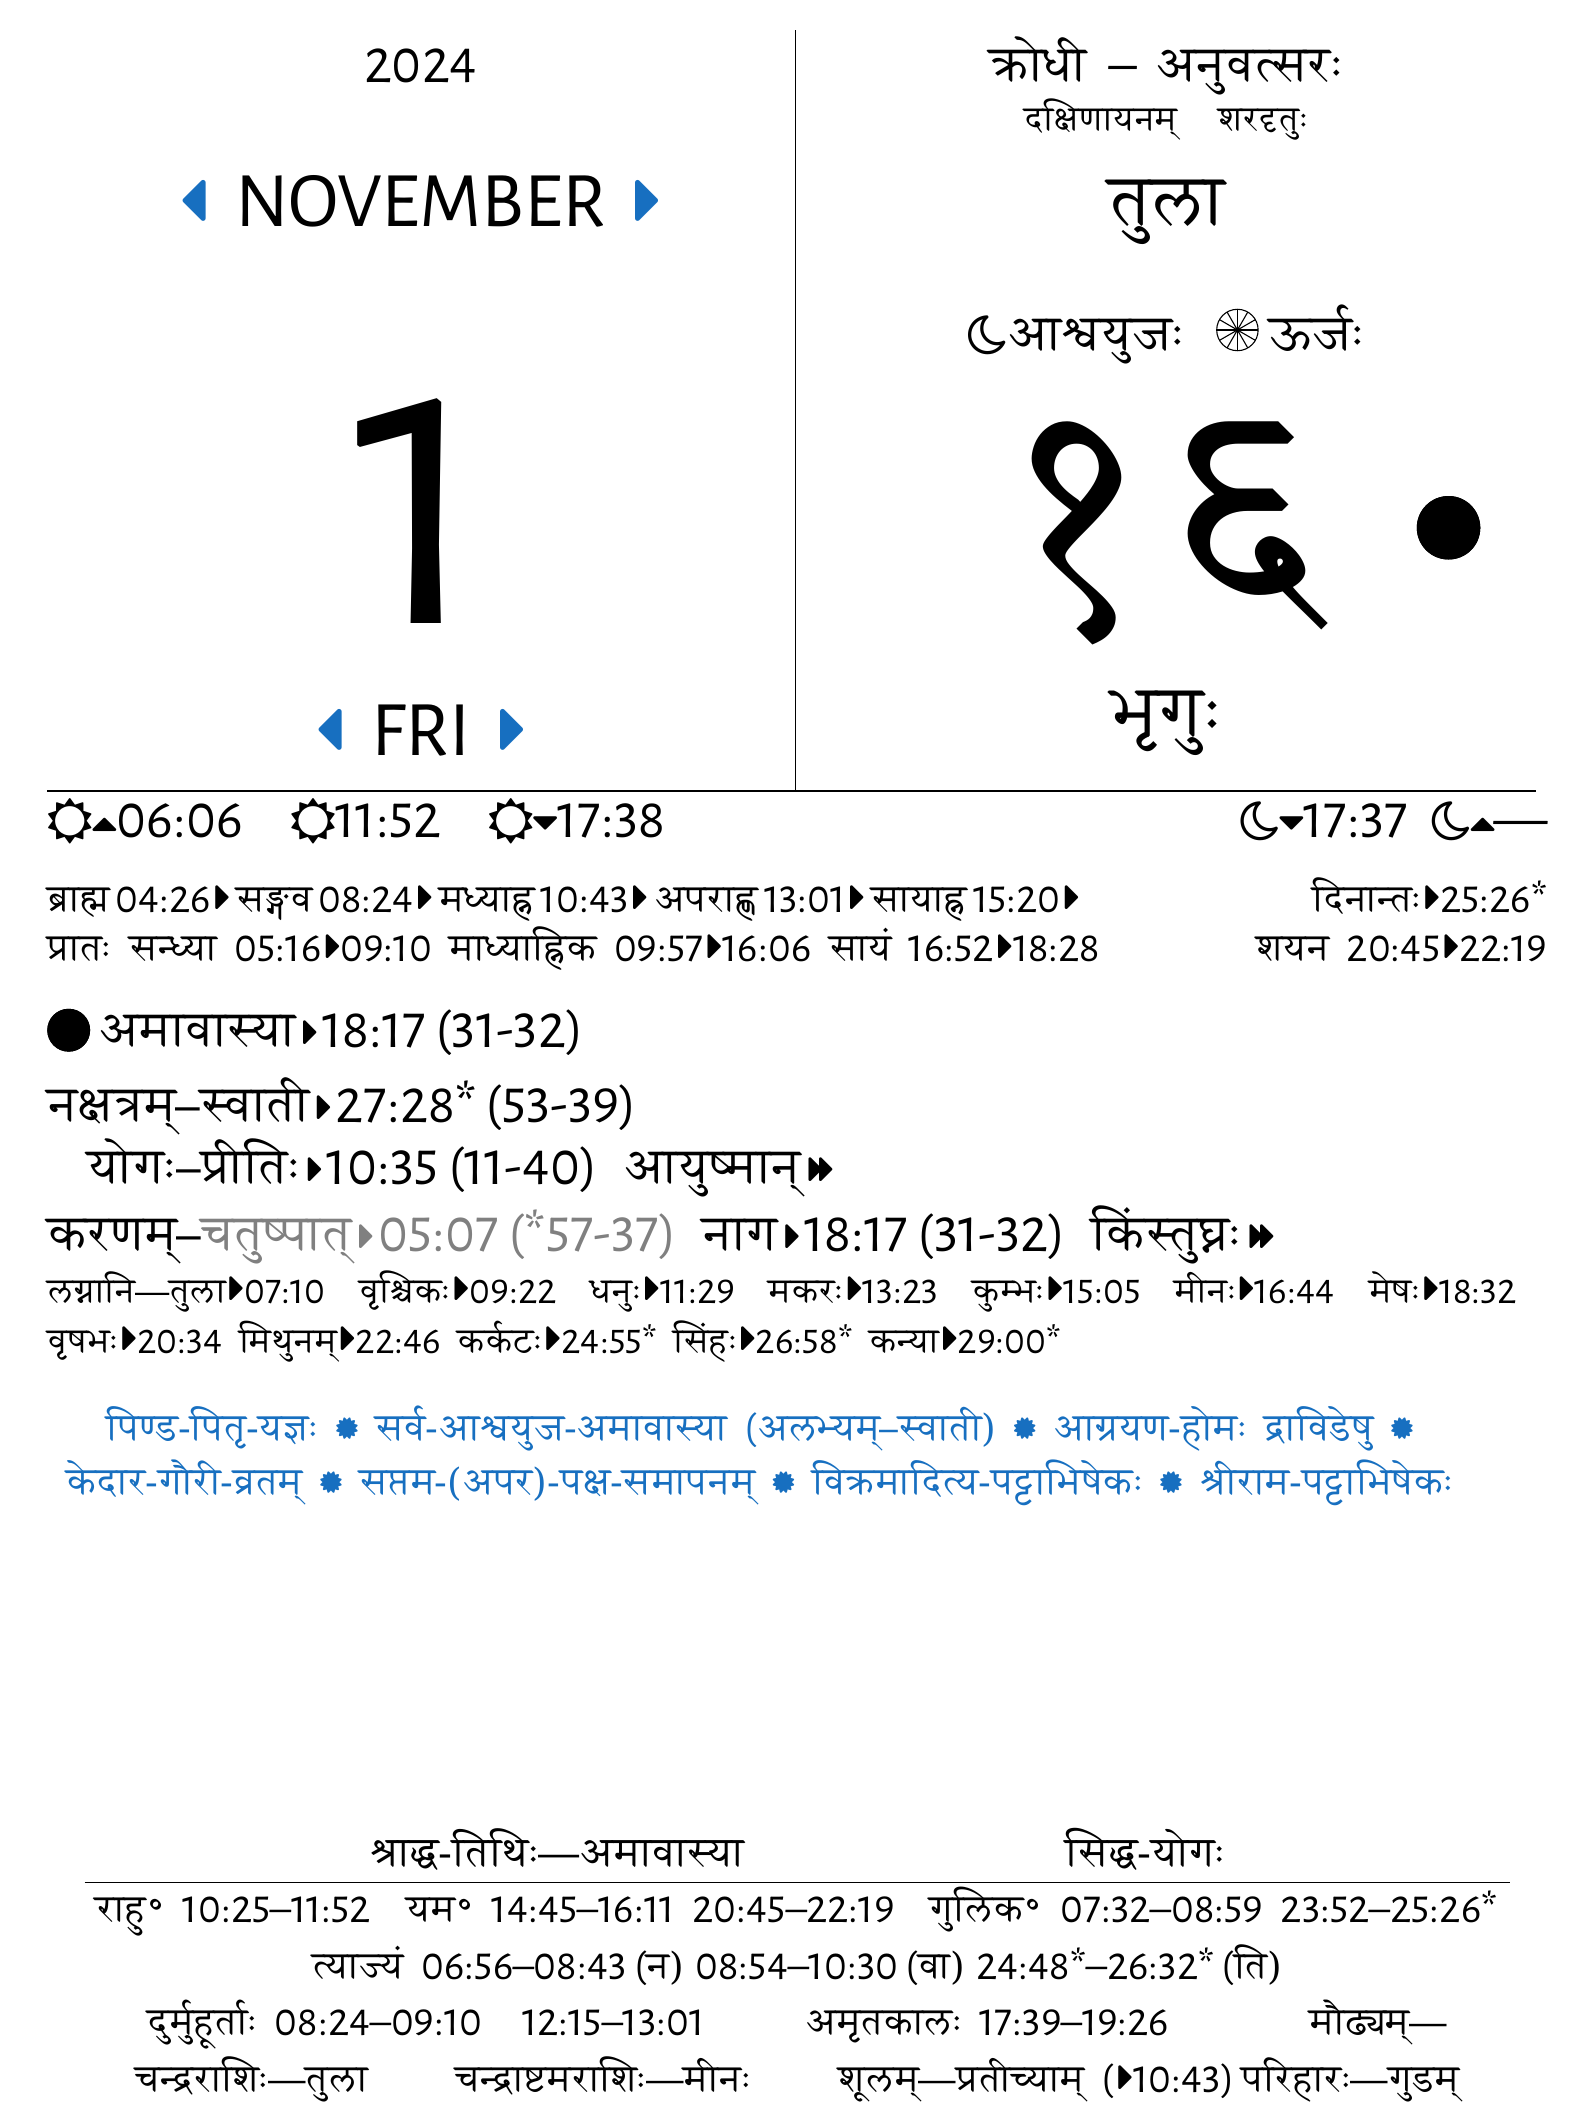 2024
NOVEMBER
1
FRI
क्रोधी – अनुवत्सरः
दक्षिणायनम् शरदृतुः
तुला
आश्वयुजः ऊर्जः
१६
भृगुः
06:06 11:52 17:38 17:37 —
ब्राह्म 04:26 सङ्गव 08:24 मध्याह्न 10:43 अपराह्ण 13:01 सायाह्न 15:20 दिनान्तः 25:26*
प्रातः सन्ध्या 05:16 09:10 माध्याह्निक 09:57 16:06 सायं 16:52 18:28 शयन 20:45 22:19
अमावास्या 18:17 (31-32)
नक्षत्रम्–स्वाती 27:28* (53-39)
योगः–प्रीतिः 10:35 (11-40) आयुष्मान्
करणम्–चतुष्पात् 05:07 (*57-37) नाग 18:17 (31-32) किंस्तुघ्नः
लग्नानि—तुला 07:10 वृश्चिकः 09:22 धनुः 11:29 मकरः 13:23 कुम्भः 15:05 मीनः 16:44 मेषः 18:32
वृषभः 20:34 मिथुनम् 22:46 कर्कटः 24:55* सिंहः 26:58* कन्या 29:00*
पिण्ड-पितृ-यज्ञः ✹ सर्व-आश्वयुज-अमावास्या (अलभ्यम्–स्वाती) ✹ आग्रयण-होमः द्राविडेषु ✹
केदार-गौरी-व्रतम् ✹ सप्तम-(अपर)-पक्ष-समापनम् ✹ विक्रमादित्य-पट्टाभिषेकः ✹ श्रीराम-पट्टाभिषेकः
श्राद्ध-तिथिः—अमावास्या सिद्ध-योगः
राहु॰ 10:25–11:52 यम॰ 14:45–16:11 20:45–22:19 गुलिक॰ 07:32–08:59 23:52–25:26*
त्याज्यं 06:56–08:43 (न) 08:54–10:30 (वा) 24:48*–26:32* (ति)
दुर्मुहूर्ताः 08:24–09:10 12:15–13:01 अमृतकालः 17:39–19:26 मौढ्यम्—
चन्द्रराशिः—तुला चन्द्राष्टमराशिः—मीनः शूलम्—प्रतीच्याम् (10:43) परिहारः—गुडम्